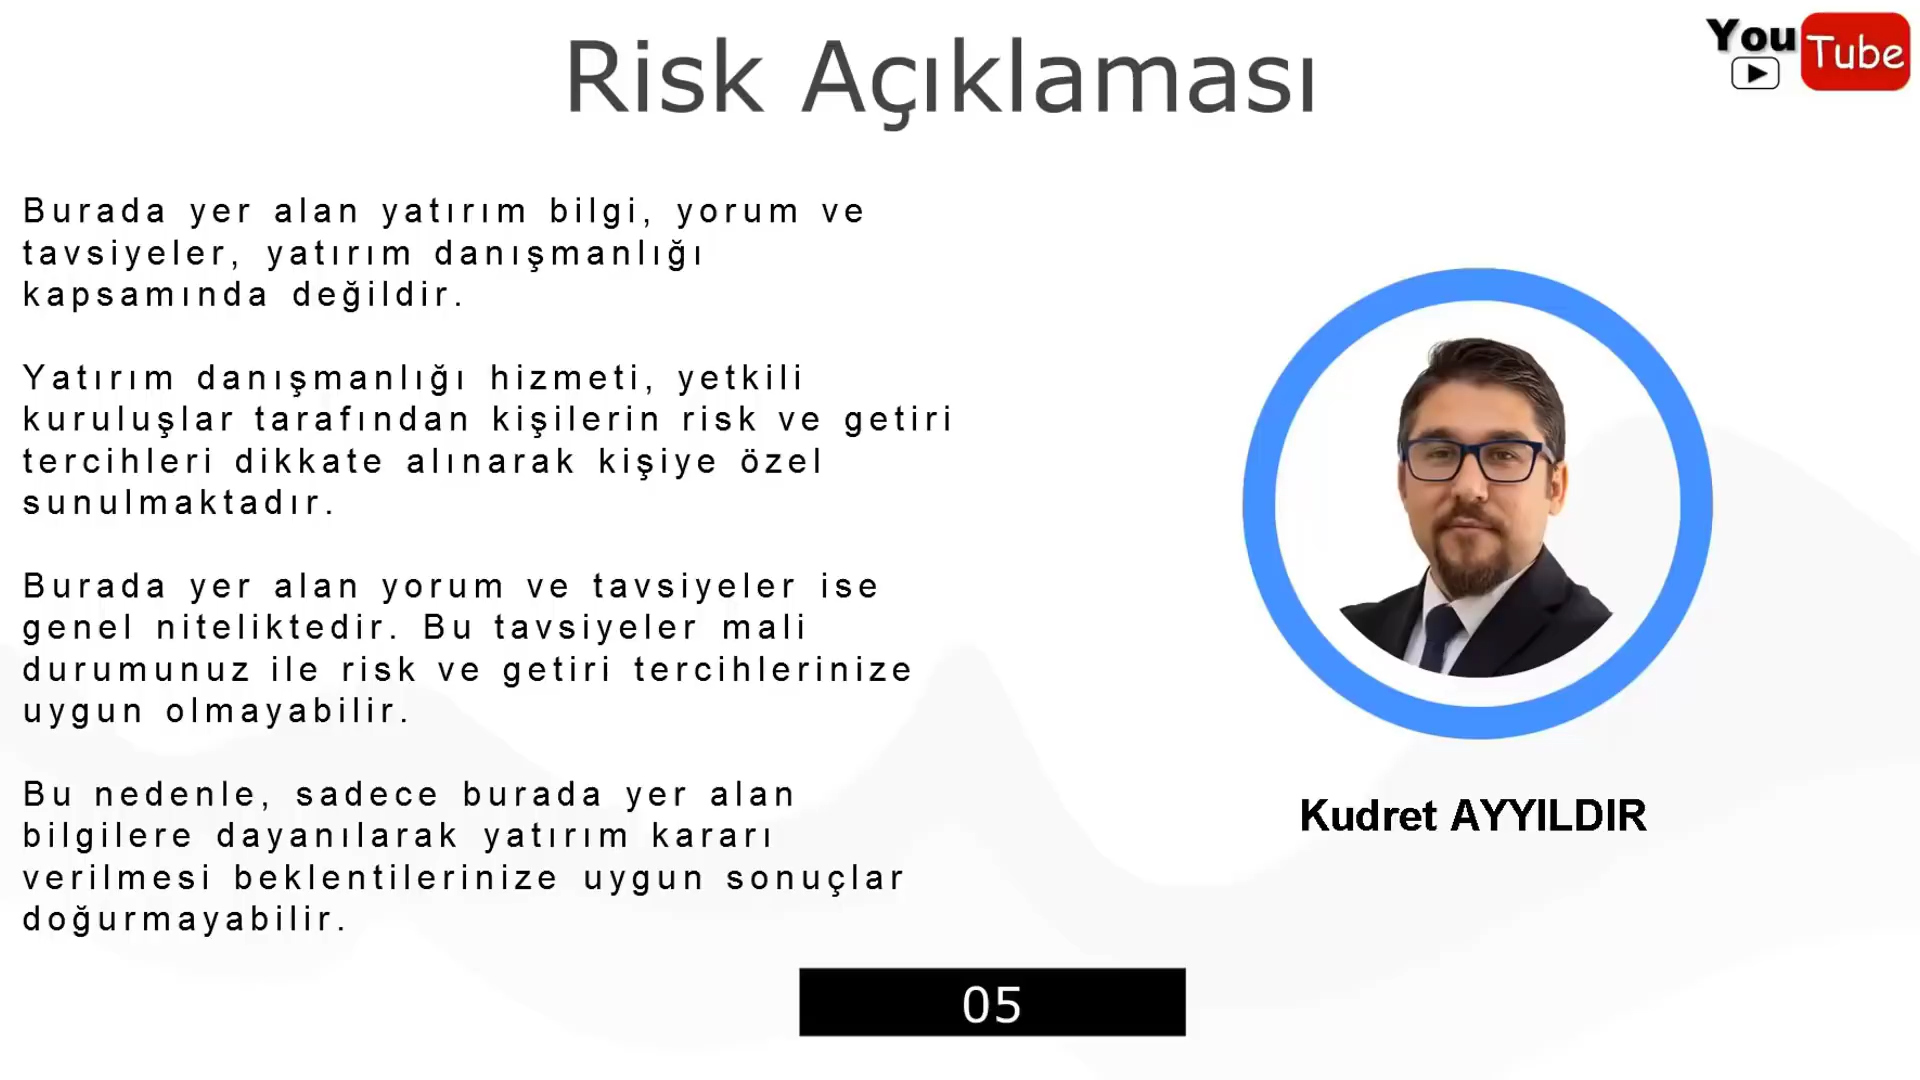 Risk Açıklaması
You Tube
Burada yer alan yatırım bilgi, yorum ve
tavsiyeler, yatırım danışmanlığı
kapsamında değildir.
Yatırım danışmanlığı hizmeti, yetkili
kuruluşlar tarafından kişilerin risk ve getiri
tercihleri dikkate alınarak kişiye özel
sunulmaktadır.
Burada yer alan yorum ve tavsiyeler ise
genel niteliktedir. Bu tavsiyeler mali
durumunuz ile risk ve getiri tercihlerinize
uygun olmayabilir.
Bu nedenle, sadece burada yer alan
bilgilere dayanılarak yatırım kararı
verilmesi beklentilerinize uygun sonuçlar
doğurmayabilir.
Kudret AYYILDIR
05